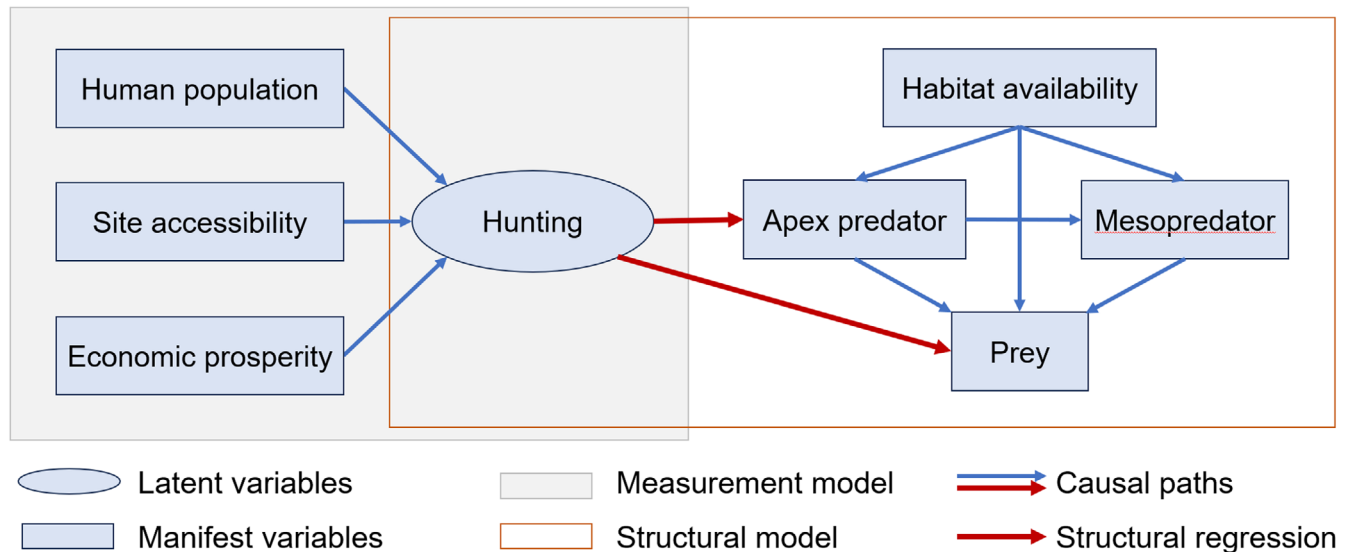 Human population
Habitat availability
Site accessibility
Hunting
Apex predator
Mesopredator
Economic prosperity
Prey
Latent variables
Measurement model
Causal paths
Manifest variables
Structural model
Structural regression